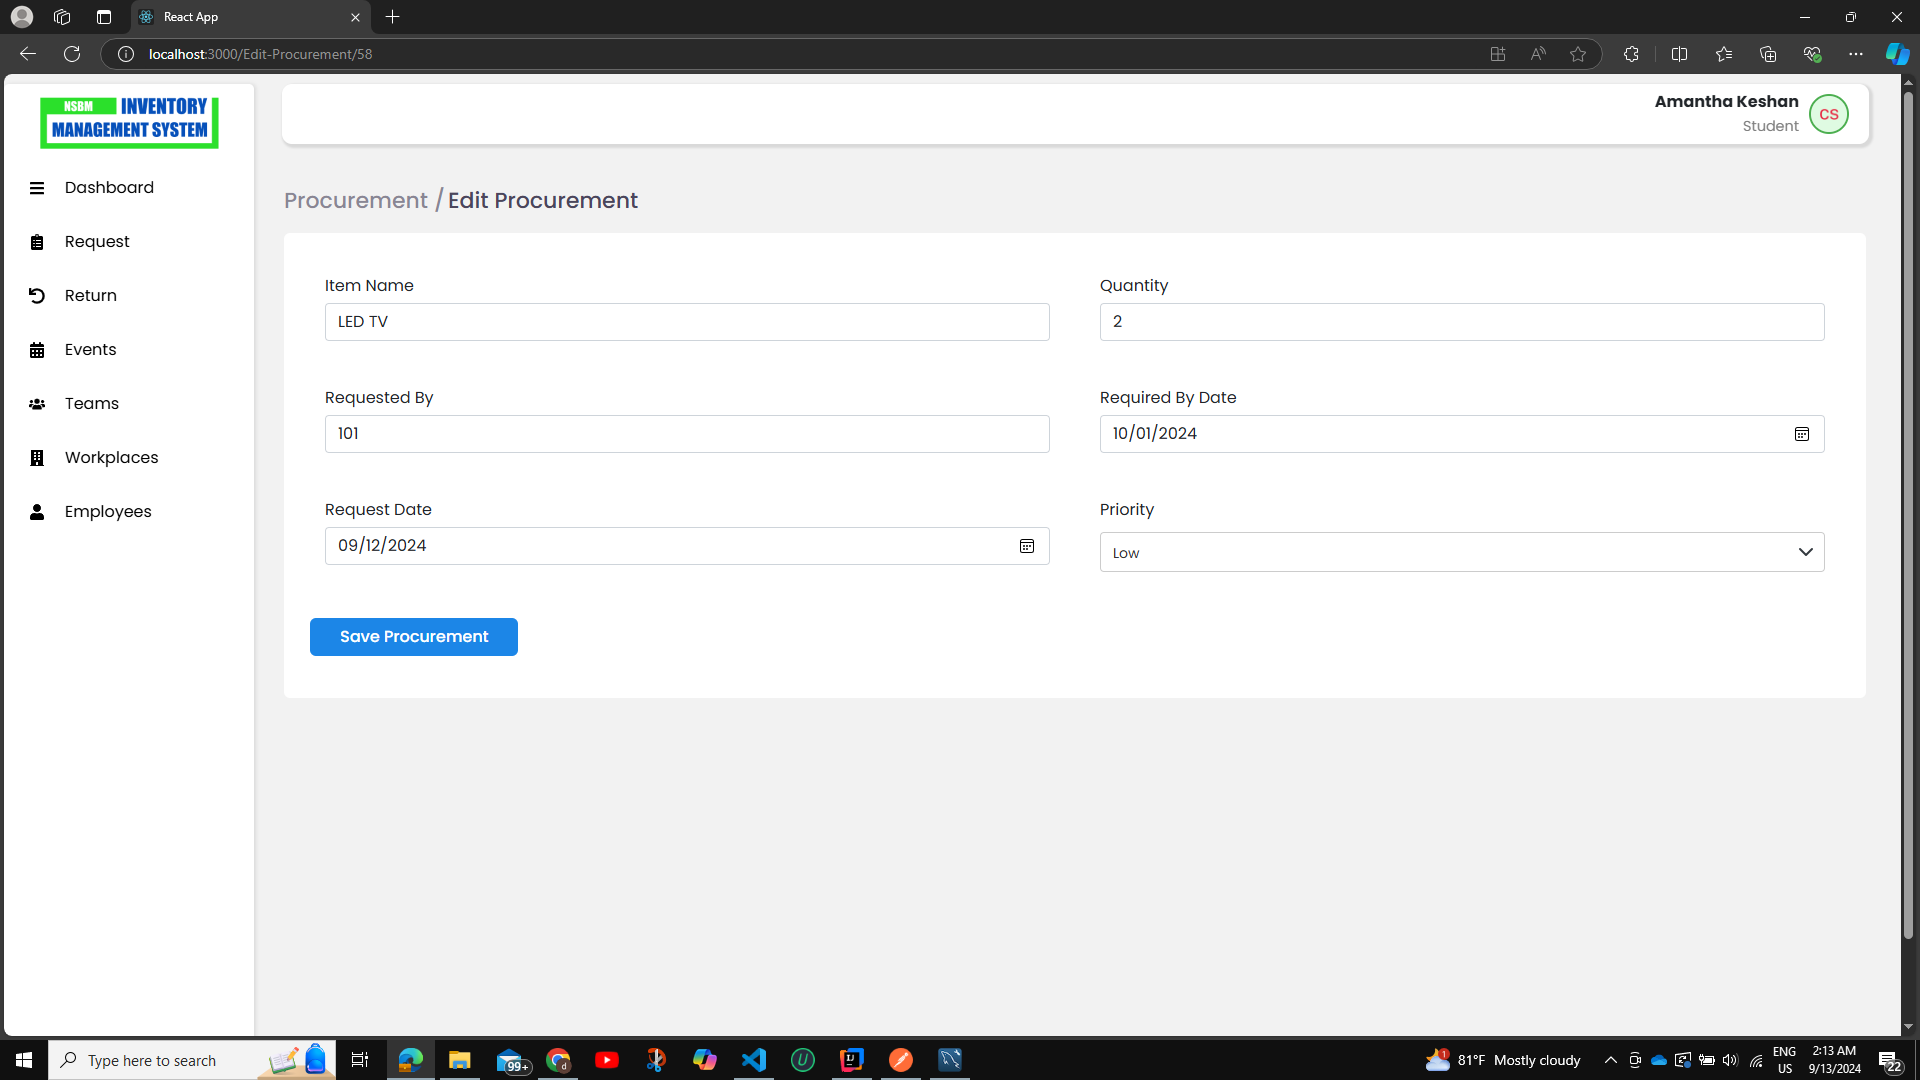 React App
localhost:3000/Edit-Procurement/58
NSBM INVENTORY
MANAGEMENT SYSTEM
Amantha Keshan
Student
CS
Dashboard
Request
Return
Events
Teams
Workplaces
Employees
Procurement / Edit Procurement
Item Name
LED TV
Quantity
2
Requested By
101
Required By Date
10/01/2024
Request Date
09/12/2024
Priority
Low
Save Procurement
Type here to search
99+
d
U
IJ
1
81°F Mostly cloudy
ENG
US
2:13 AM
9/13/2024
22